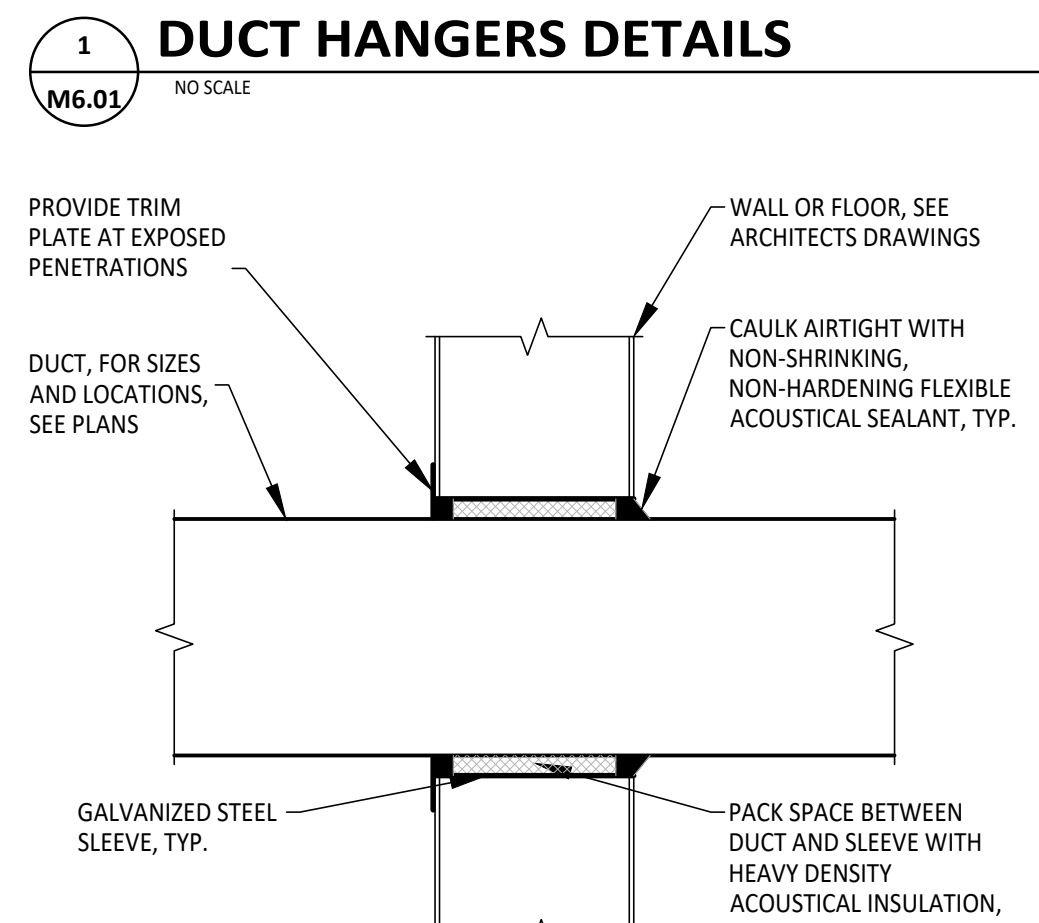 1
DUCT HANGERS DETAILS
M6.01
NO SCALE
PROVIDE TRIM
PLATE AT EXPOSED
PENETRATIONS
WALL OR FLOOR, SEE
ARCHITECTS DRAWINGS
DUCT, FOR SIZES
AND LOCATIONS,
SEE PLANS
CAULK AIRTIGHT WITH
NON-SHRINKING,
NON-HARDENING FLEXIBLE
ACOUSTICAL SEALANT, TYP.
GALVANIZED STEEL
SLEEVE, TYP.
PACK SPACE BETWEEN
DUCT AND SLEEVE WITH
HEAVY DENSITY
ACOUSTICAL INSULATION,